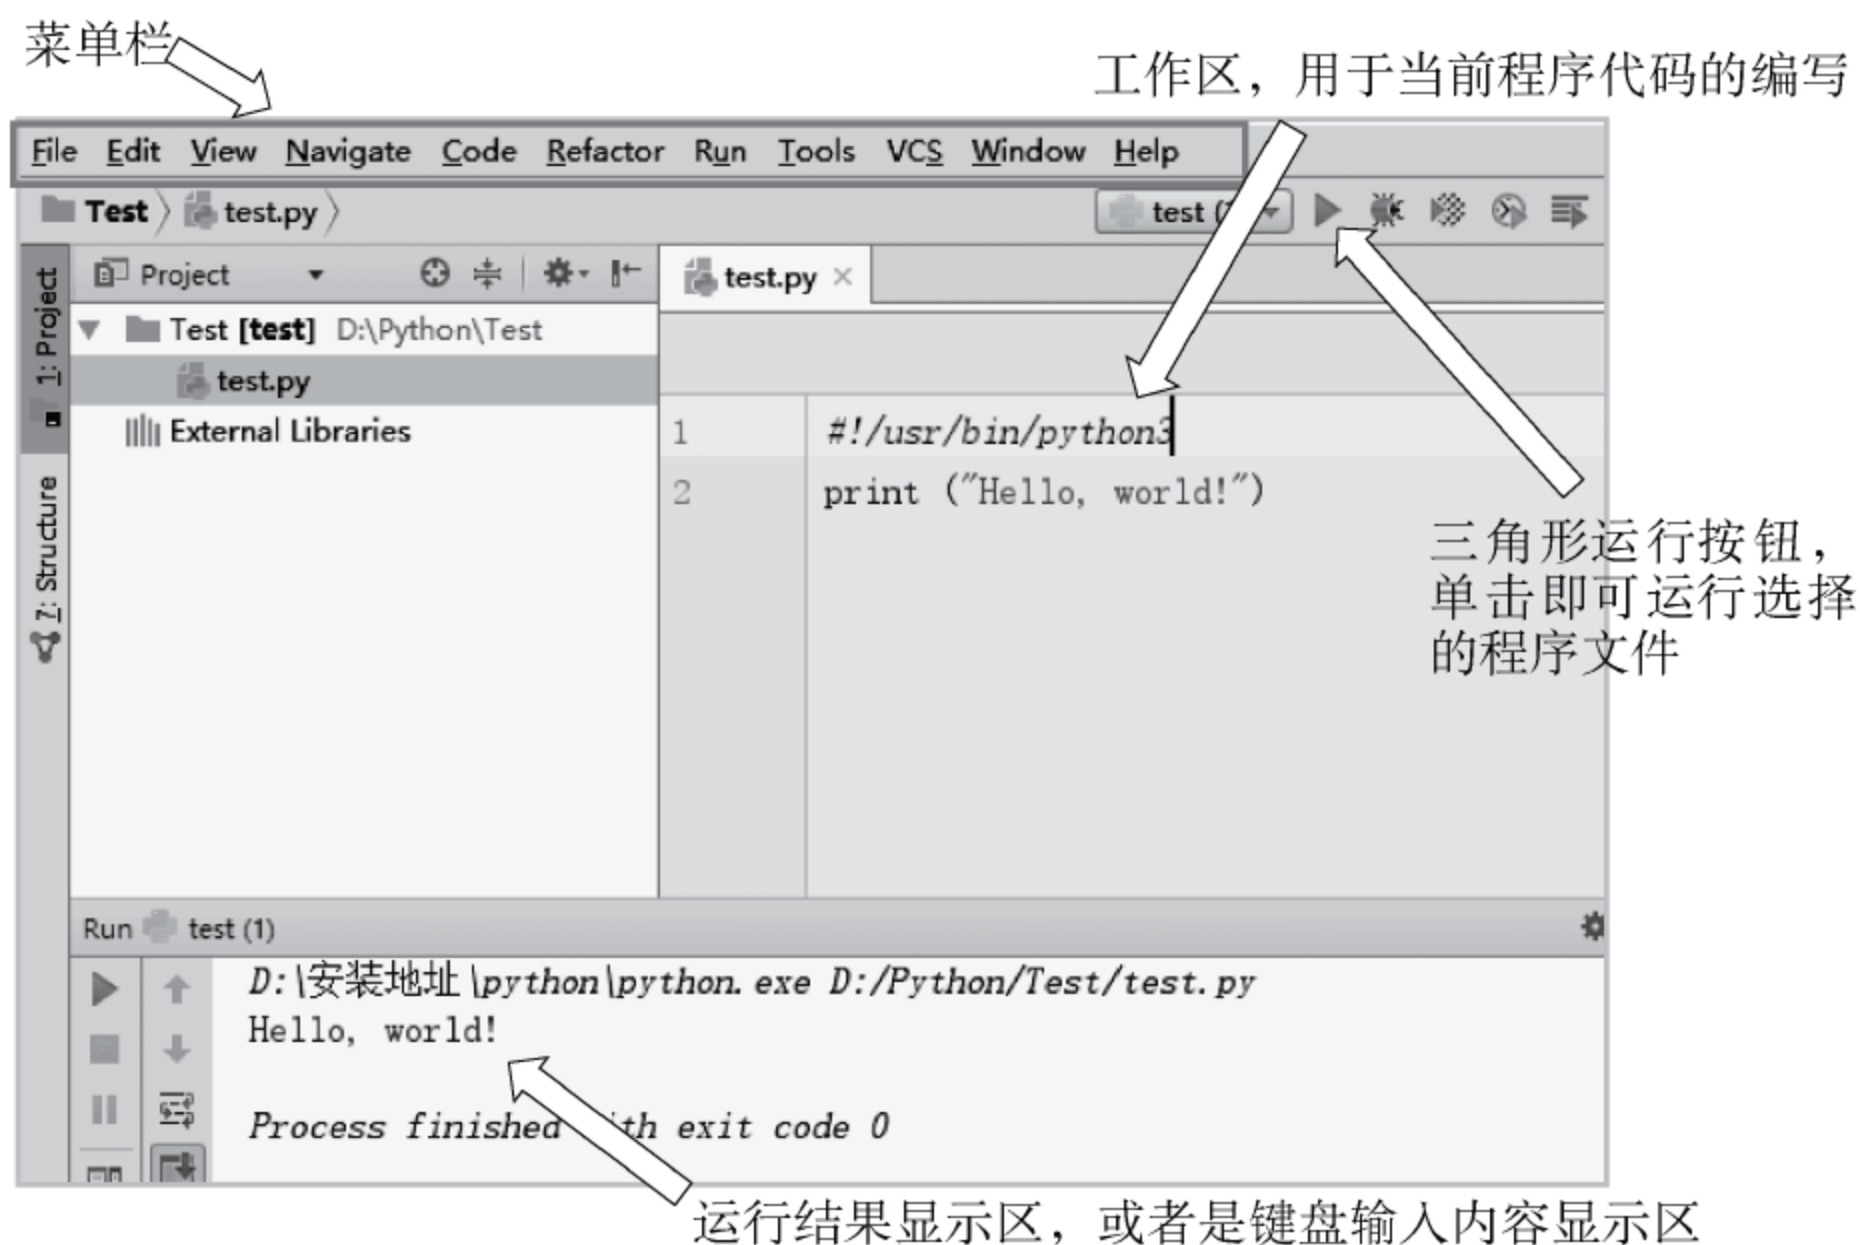 菜单栏
工作区，用于当前程序代码的编写
File Edit View Navigate Code Refactor Run Tools VCS Window Help
Test test.py
test (
1: Project
Project
test.py
Test [test] D:\Python\Test
test.py
External Libraries
7: Structure
1 #!/usr/bin/python3
2 print ("Hello, world!")
三角形运行按钮，
单击即可运行选择
的程序文件
Run test (1)
D:\安装地址\python\python.exe D:/Python/Test/test.py
Hello, world!
Process finished with exit code 0
运行结果显示区，或者是键盘输入内容显示区